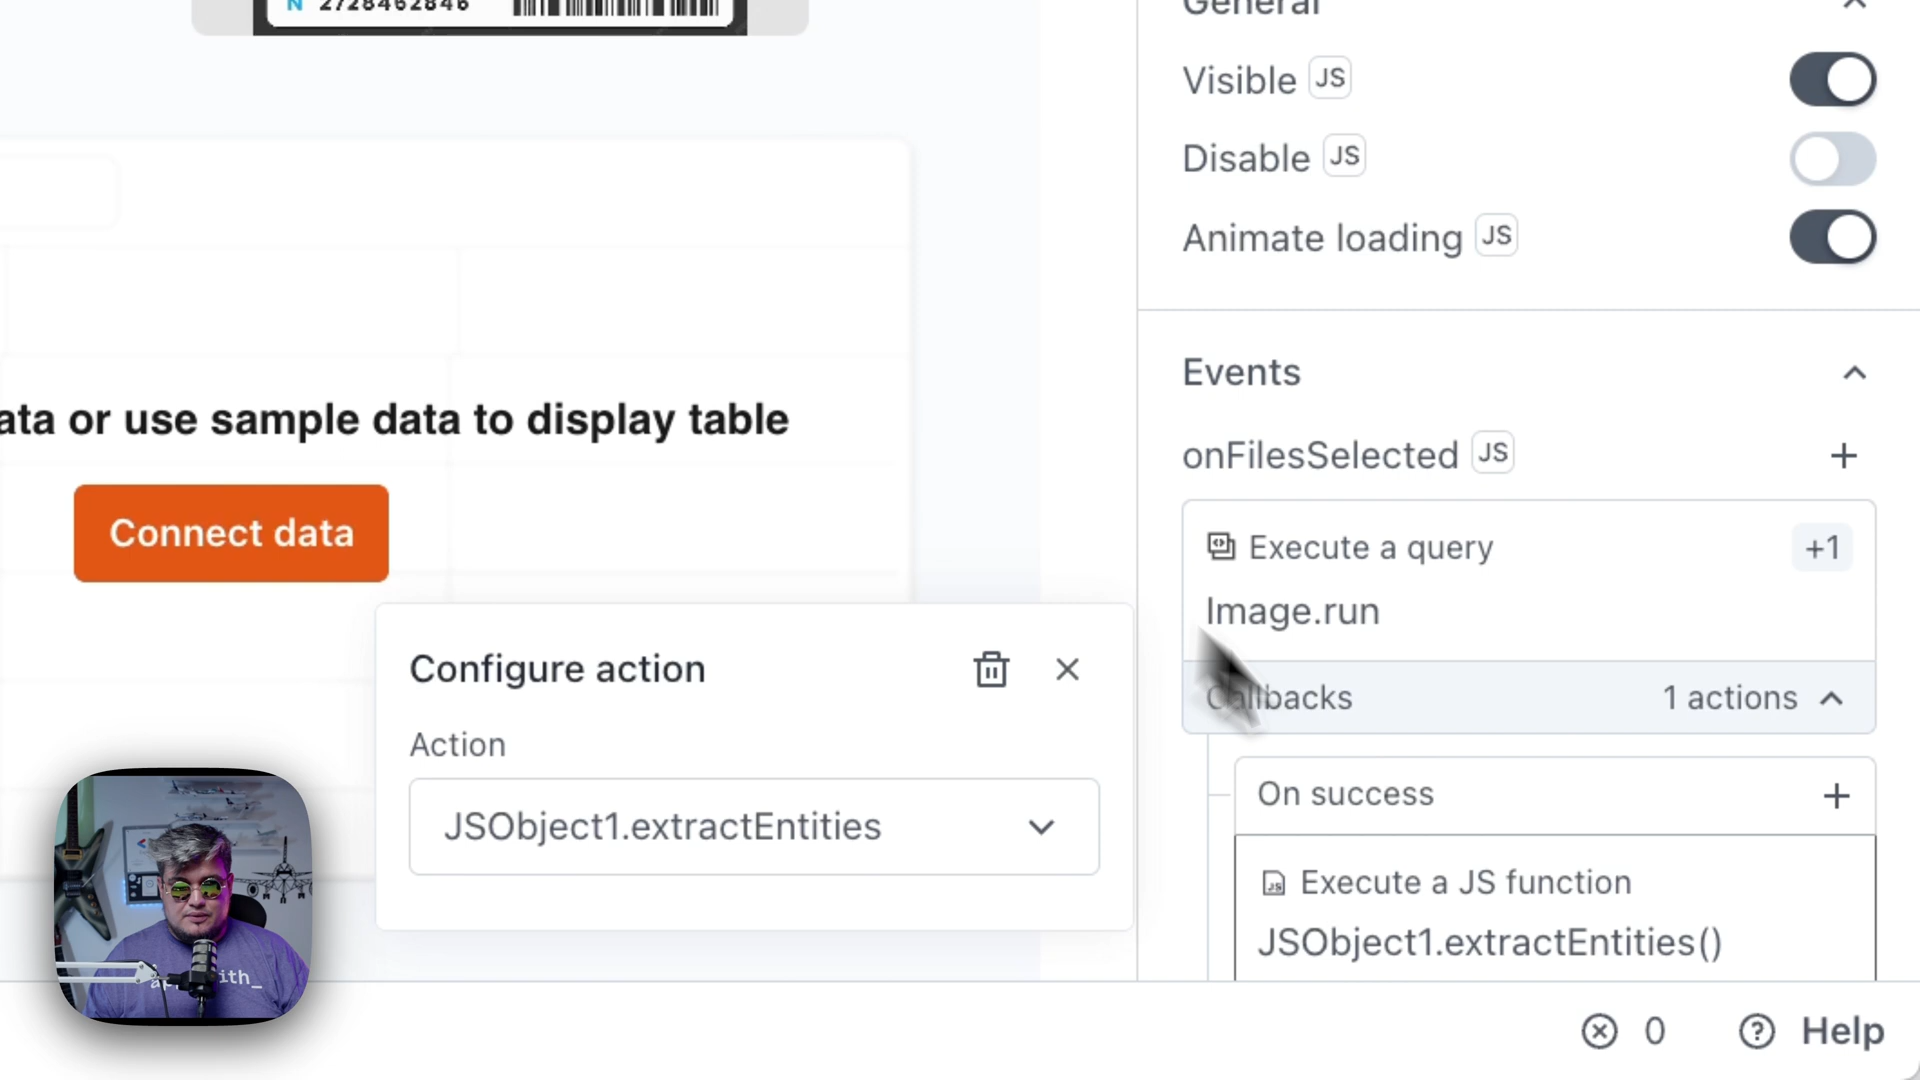 N 2728462846
General
Visible JS
Disable JS
Animate loading JS
Events
onFilesSelected JS
Execute a query +1
Image.run
Callbacks 1 actions
On success
Execute a JS function
JSObject1.extractEntities()
ata or use sample data to display table
Connect data
Configure action
Action
JSObject1.extractEntities
ith_
0 Help